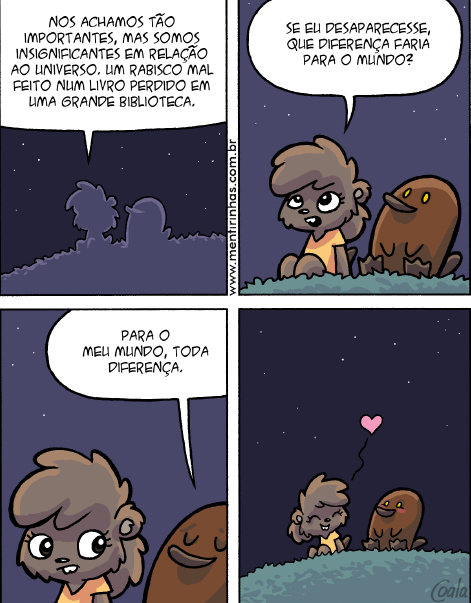 NOS ACHAMOS TÃO
IMPORTANTES, MAS SOMOS
INSIGNIFICANTES EM RELAÇÃO
AO UNIVERSO. UM RABISCO MAL
FEITO NUM LIVRO PERDIDO EM
UMA GRANDE BIBLIOTECA.
SE EU DESAPARECESSE,
QUE DIFERENÇA FARIA
PARA O MUNDO?
www.mentirinhas.com.br
PARA O
MEU MUNDO, TODA
DIFERENÇA.
Coala